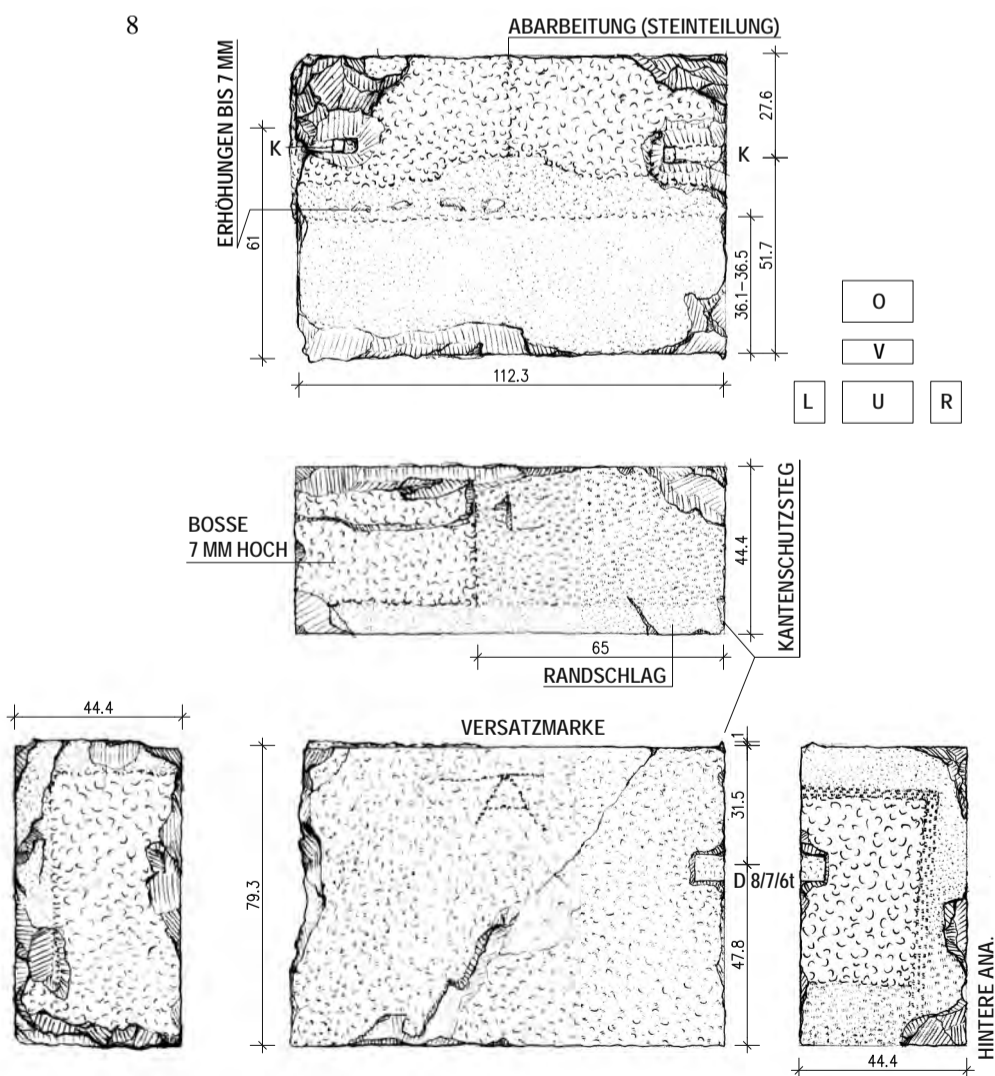 8
ABARBEITUNG (STEINTEILUNG)
ERHÖHUNGEN BIS 7 MM
K
K
61
27.6
51.7
36.1–36.5
112.3
O
V
L
U
R
BOSSE
7 MM HOCH
44.4
KANTENSCHUTZSTEG
65
RANDSCHLAG
44.4
VERSATZMARKE
1
31.5
79.3
D 8/7/6t
47.8
HINTERE ANA.
44.4